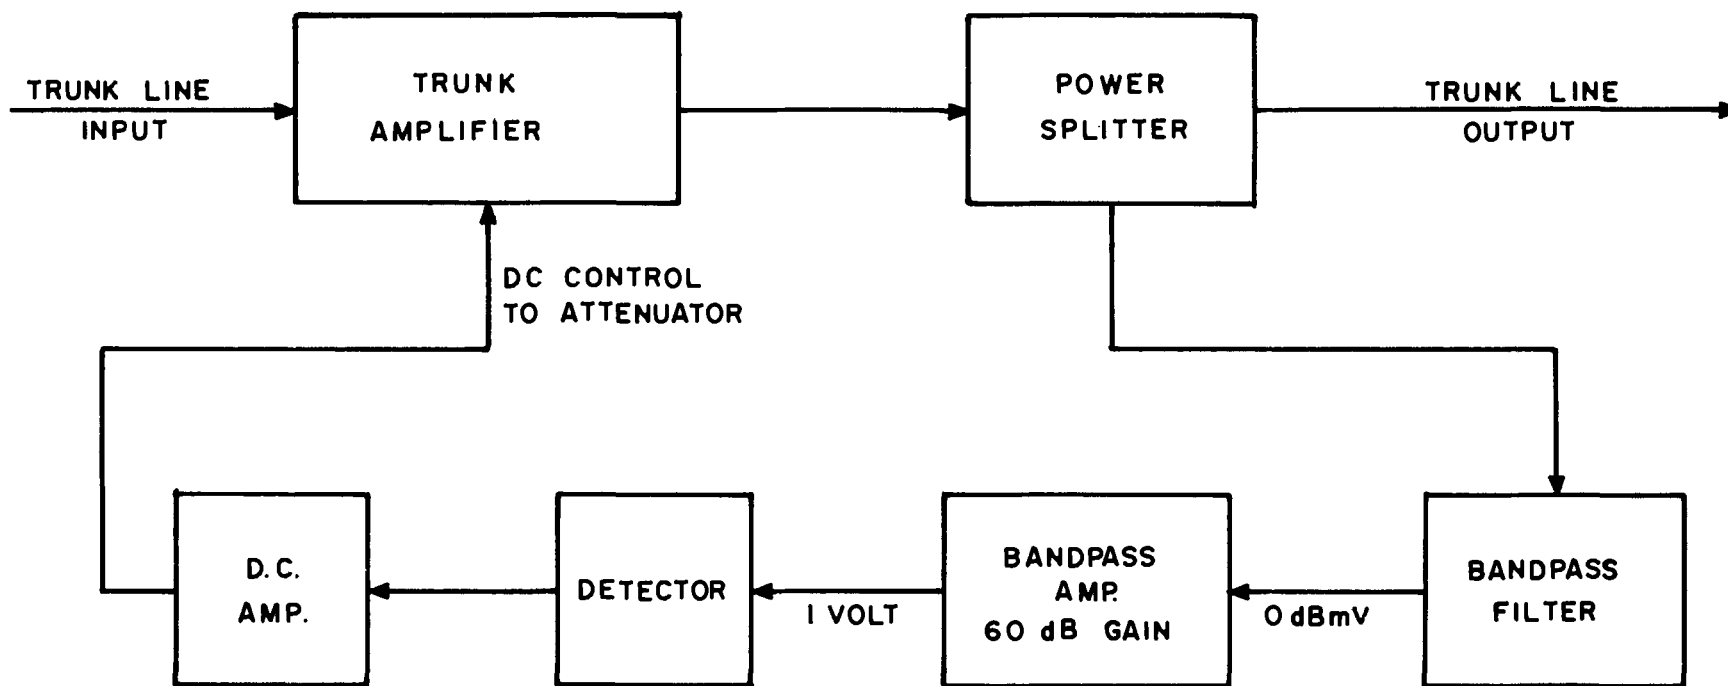 TRUNK LINE
INPUT
TRUNK
AMPLIFIER
POWER
SPLITTER
TRUNK LINE
OUTPUT
DC CONTROL
TO ATTENUATOR
D.C.
AMP.
DETECTOR
1 VOLT
BANDPASS
AMP.
60 dB GAIN
0 dBmV
BANDPASS
FILTER